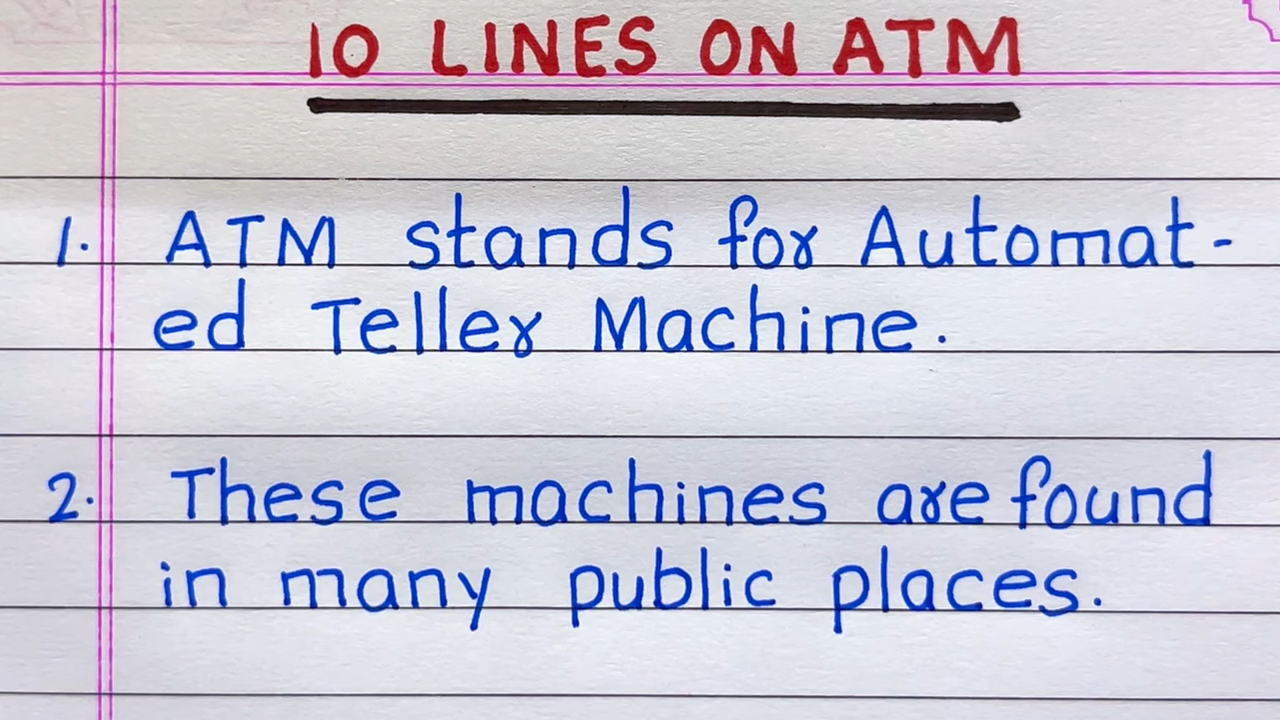 10 LINES ON ATM
1. ATM stands for Automat-
ed Teller Machine.
2. These machines are found
in many public places.